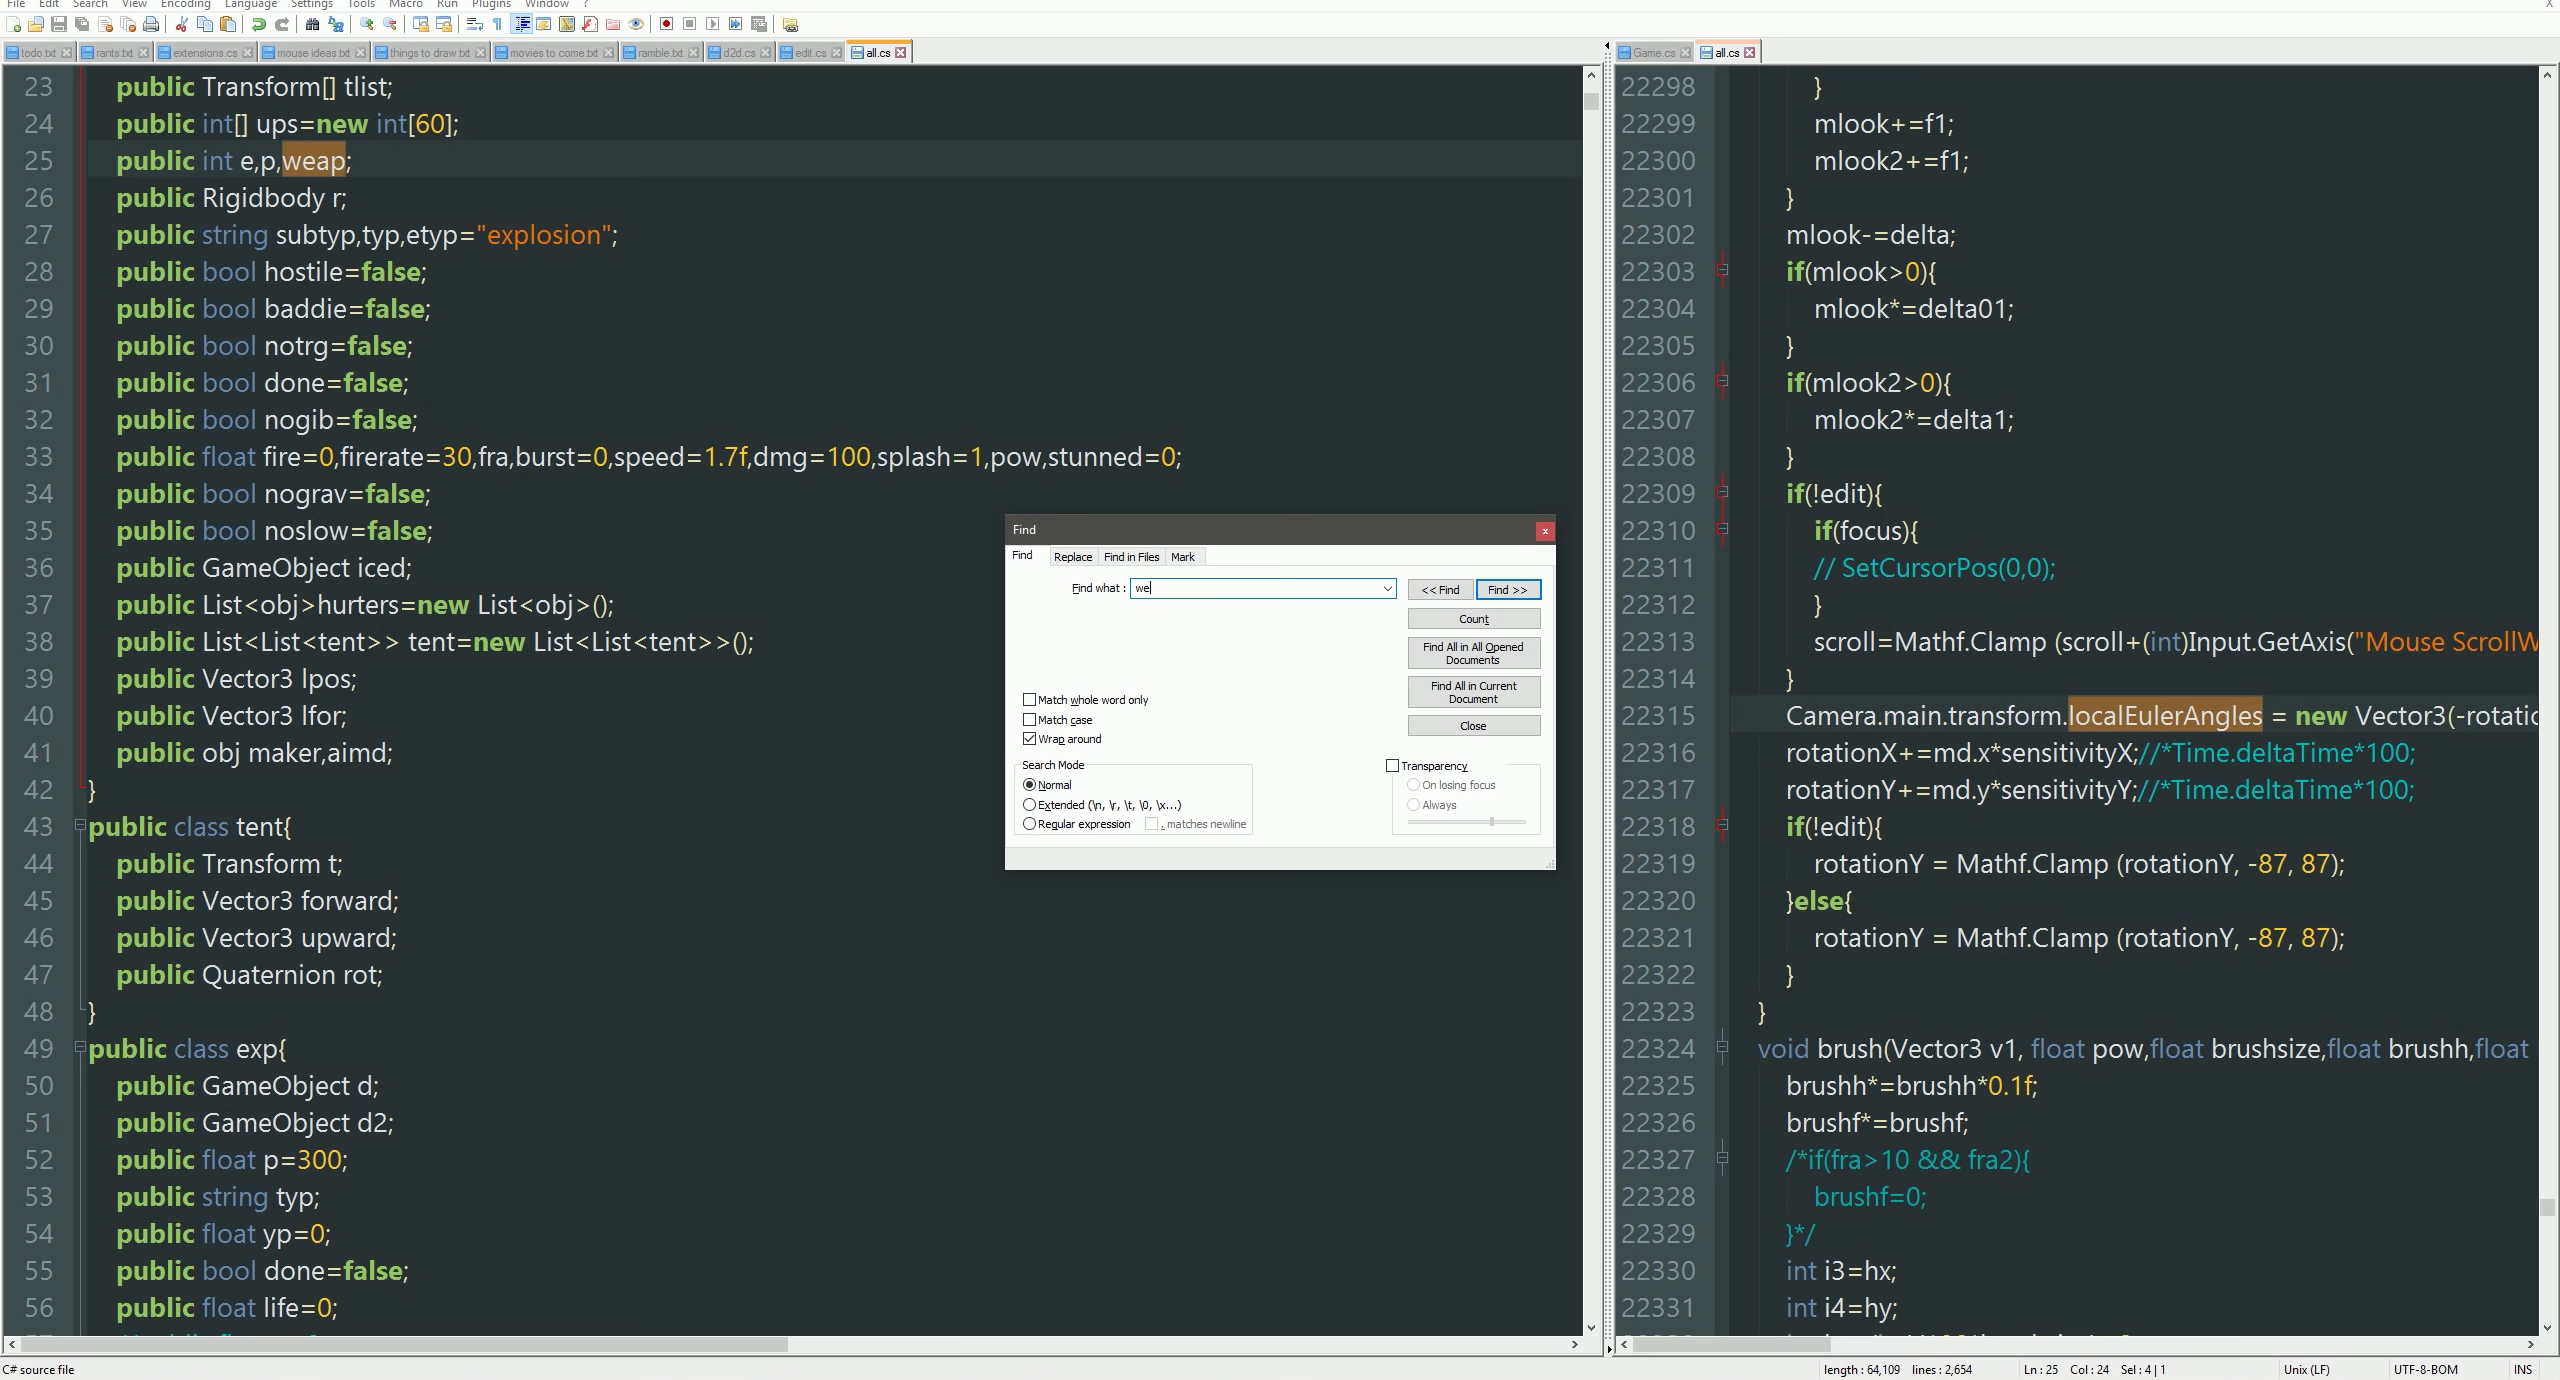 File Edit Search View Encoding Language Settings Tools Macro Run Plugins Window ? X
todo.txt rants.txt extensions.cs mouse ideas.txt things to draw.txt movies to come.txt ramble.txt d2d.cs edit.cs all.cs
23 public Transform[] tlist;
24 public int[] ups=new int[60];
25 public int e,p,weap;
26 public Rigidbody r;
27 public string subtyp,typ,etyp="explosion";
28 public bool hostile=false;
29 public bool baddie=false;
30 public bool notrg=false;
31 public bool done=false;
32 public bool nogib=false;
33 public float fire=0,firerate=30,fra,burst=0,speed=1.7f,dmg=100,splash=1,pow,stunned=0;
34 public bool nograv=false;
35 public bool noslow=false;
36 public GameObject iced;
37 public List<obj>hurters=new List<obj>();
38 public List<List<tent>> tent=new List<List<tent>>();
39 public Vector3 lpos;
40 public Vector3 lfor;
41 public obj maker,aimd;
42 }
43 public class tent{
44 public Transform t;
45 public Vector3 forward;
46 public Vector3 upward;
47 public Quaternion rot;
48 }
49 public class exp{
50 public GameObject d;
51 public GameObject d2;
52 public float p=300;
53 public string typ;
54 public float yp=0;
55 public bool done=false;
56 public float life=0;
Find x
Find Replace Find in Files Mark
Find what : we << Find Find >>
Count
Find All in All Opened
Documents
Find All in Current
Document
Close
Match whole word only
Match case
Wrap around
Search Mode
Normal
Extended (\n, \r, \t, \0, \x...)
Regular expression . matches newline
Transparency
On losing focus
Always
Game.cs all.cs
22298 }
22299 mlook+=f1;
22300 mlook2+=f1;
22301 }
22302 mlook-=delta;
22303 if(mlook>0){
22304 mlook*=delta01;
22305 }
22306 if(mlook2>0){
22307 mlook2*=delta1;
22308 }
22309 if(!edit){
22310 if(focus){
22311 // SetCursorPos(0,0);
22312 }
22313 scroll=Mathf.Clamp (scroll+(int)Input.GetAxis("Mouse ScrollW
22314 }
22315 Camera.main.transform.localEulerAngles = new Vector3(-rotatio
22316 rotationX+=md.x*sensitivityX;//*Time.deltaTime*100;
22317 rotationY+=md.y*sensitivityY;//*Time.deltaTime*100;
22318 if(!edit){
22319 rotationY = Mathf.Clamp (rotationY, -87, 87);
22320 }else{
22321 rotationY = Mathf.Clamp (rotationY, -87, 87);
22322 }
22323 }
22324 void brush(Vector3 v1, float pow,float brushsize,float brushh,float
22325 brushh*=brushh*0.1f;
22326 brushf*=brushf;
22327 /*if(fra>10 && fra2){
22328 brushf=0;
22329 }*/
22330 int i3=hx;
22331 int i4=hy;
C# source file length : 64,109 lines : 2,654 Ln : 25 Col : 24 Sel : 4 | 1 Unix (LF) UTF-8-BOM INS